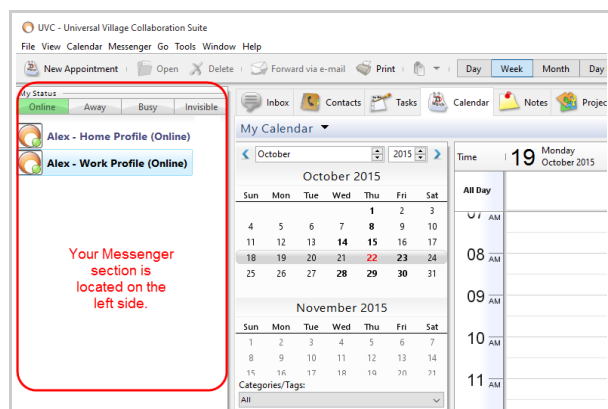 UVC - Universal Village Collaboration Suite
File View Calendar Messenger Go Tools Window Help
New Appointment Open Delete Forward via e-mail Print Day Week Month Day
My Status
Online Away Busy Invisible
Alex - Home Profile (Online)
Alex - Work Profile (Online)
Your Messenger
section is
located on the
left side.
Inbox Contacts Tasks Calendar Notes Projec
My Calendar
October 2015
October 2015
Sun Mon Tue Wed Thu Fri Sat
1 2 3
4 5 6 7 8 9 10
11 12 13 14 15 16 17
18 19 20 21 22 23 24
25 26 27 28 29 30 31
November 2015
Sun Mon Tue Wed Thu Fri Sat
1 2 3 4 5 6 7
8 9 10 11 12 13 14
15 16 17 18 19 20 21
Categories/Tags:
All
Time 19 Monday
October 2015
All Day
07 AM
08 AM
09 AM
10 AM
11 AM